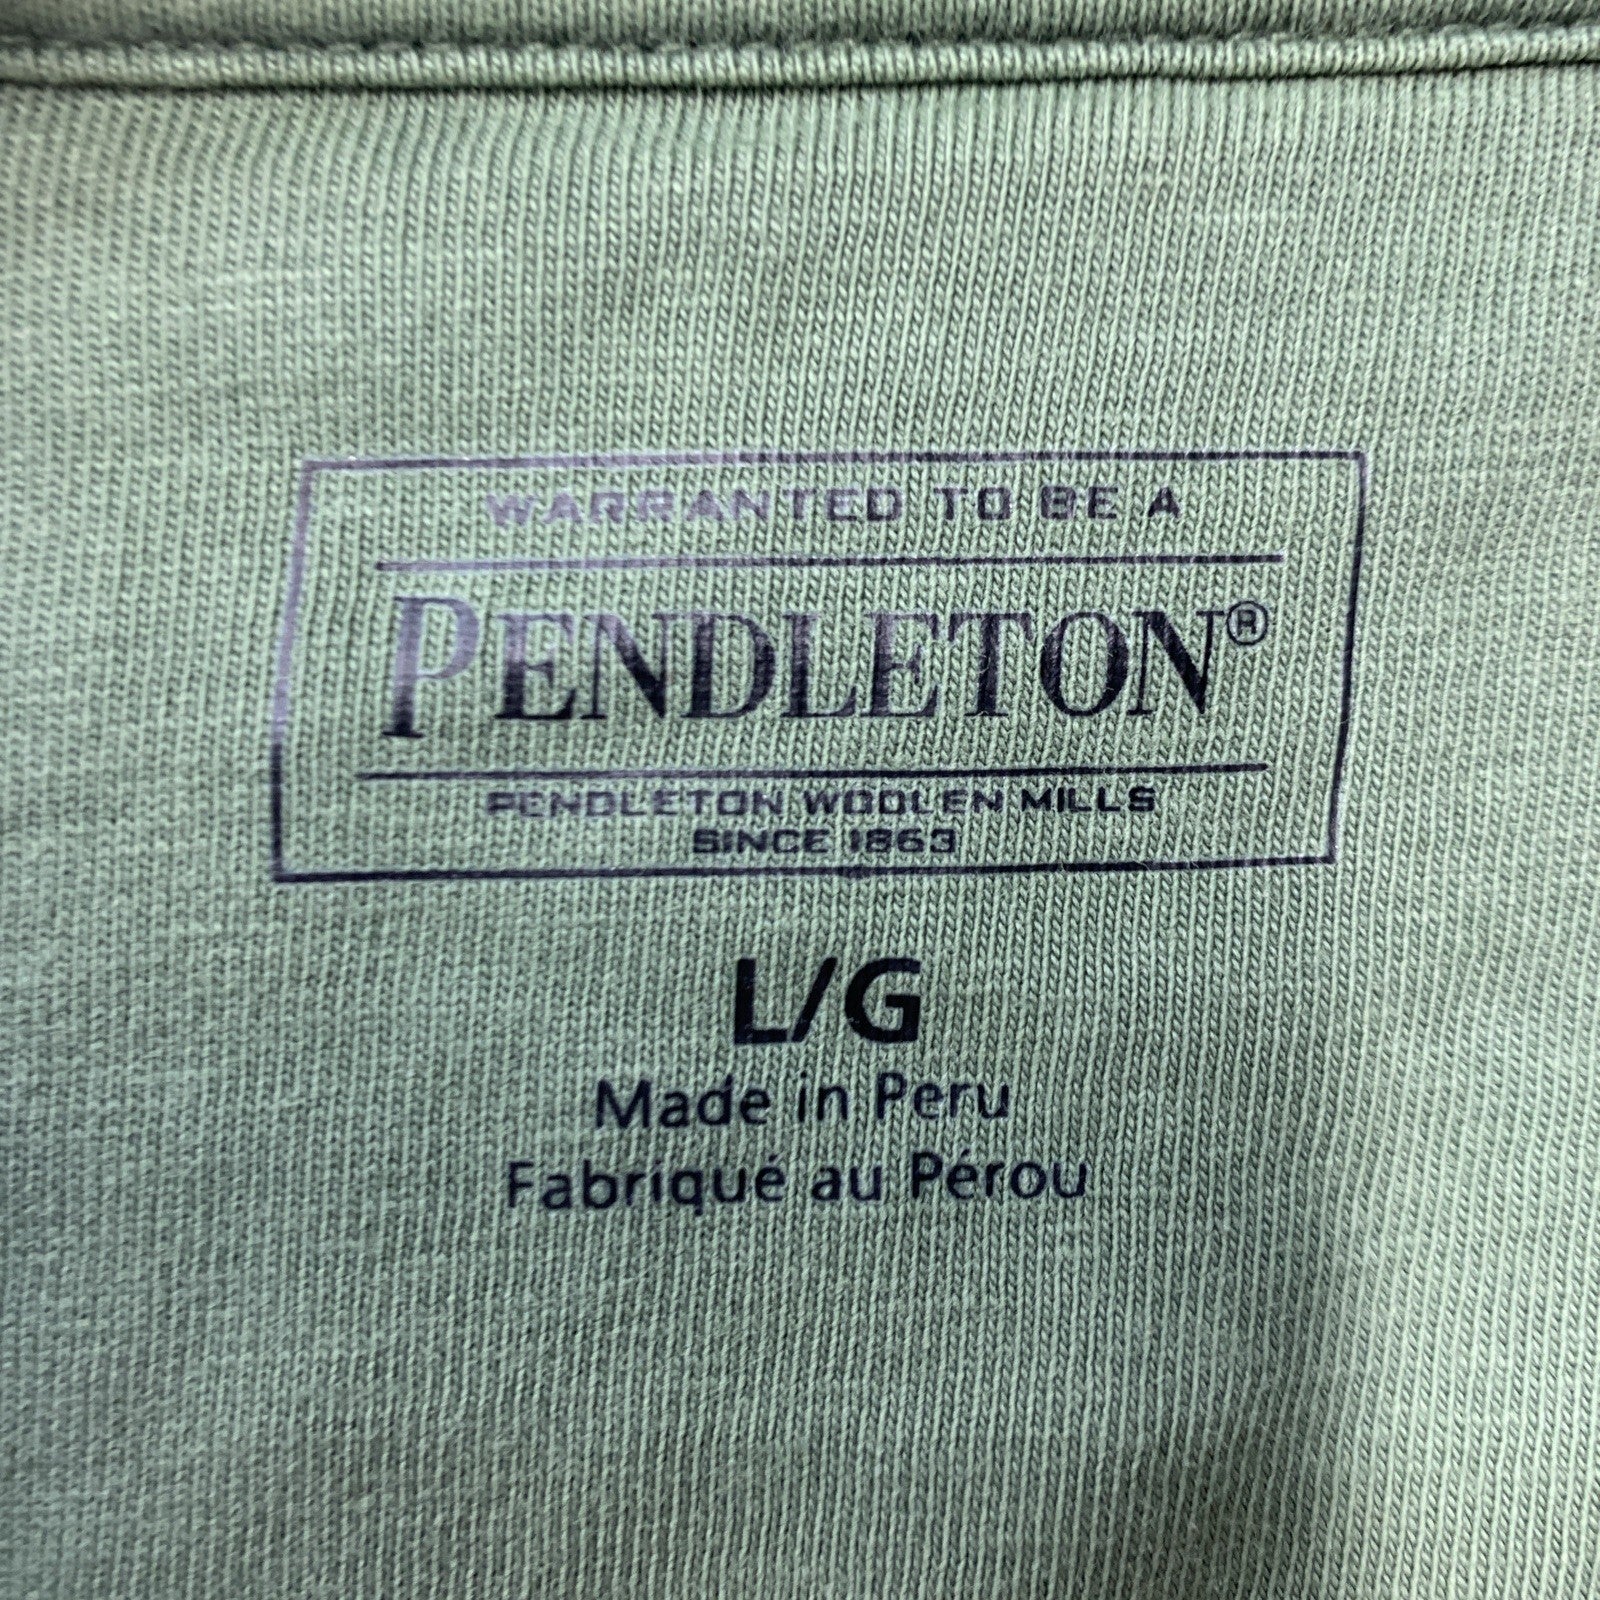 WARRANTED TO BE A
PENDLETON®
PENDLETON WOOLEN MILLS
SINCE 1863
L/G
Made in Peru
Fabriqué au Pérou